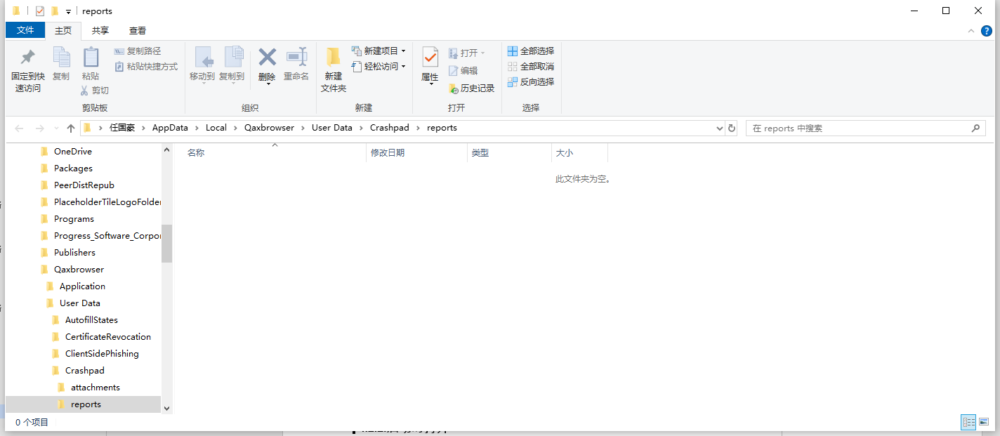 reports
文件 主页 共享 查看
固定到快速访问
复制
粘贴
复制路径
粘贴快捷方式
剪切
剪贴板
移动到
复制到
删除
重命名
组织
新建
文件夹
新建项目
轻松访问
新建
属性
打开
编辑
历史记录
打开
全部选择
全部取消
反向选择
选择
任国豪 > AppData > Local > Qaxbrowser > User Data > Crashpad > reports
在 reports 中搜索
OneDrive
Packages
PeerDistRepub
PlaceholderTileLogoFolder
Programs
Progress_Software_Corpor
Publishers
Qaxbrowser
Application
User Data
AutofillStates
CertificateRevocation
ClientSidePhishing
Crashpad
attachments
reports
名称 修改日期 类型 大小
此文件夹为空。
0 个项目